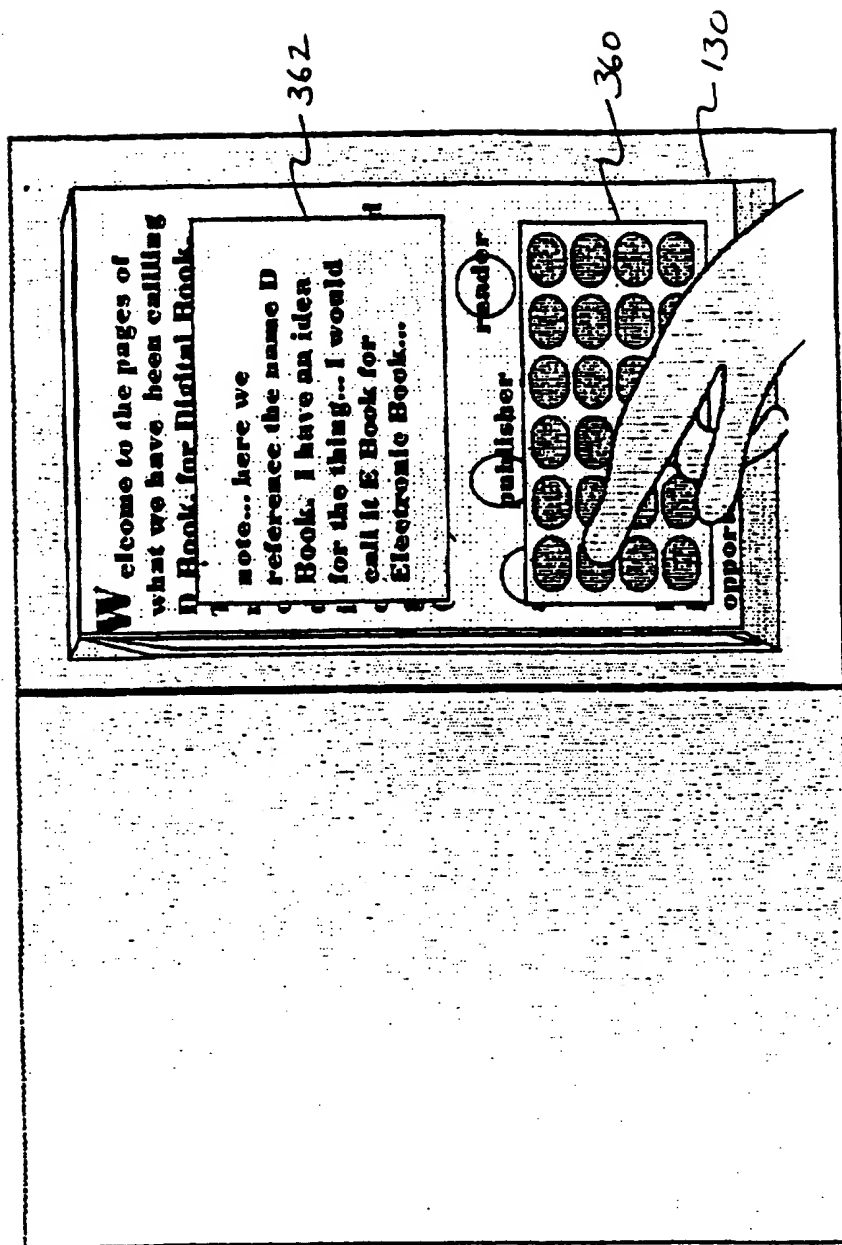 Welcome to the pages of
what we have been callling
D Book, for Digital Book.
note... here we
reference the name D
Book. I have an idea
for the thing... I would
call it E Book for
Electronic Book...
publisher
reader
362
360
130